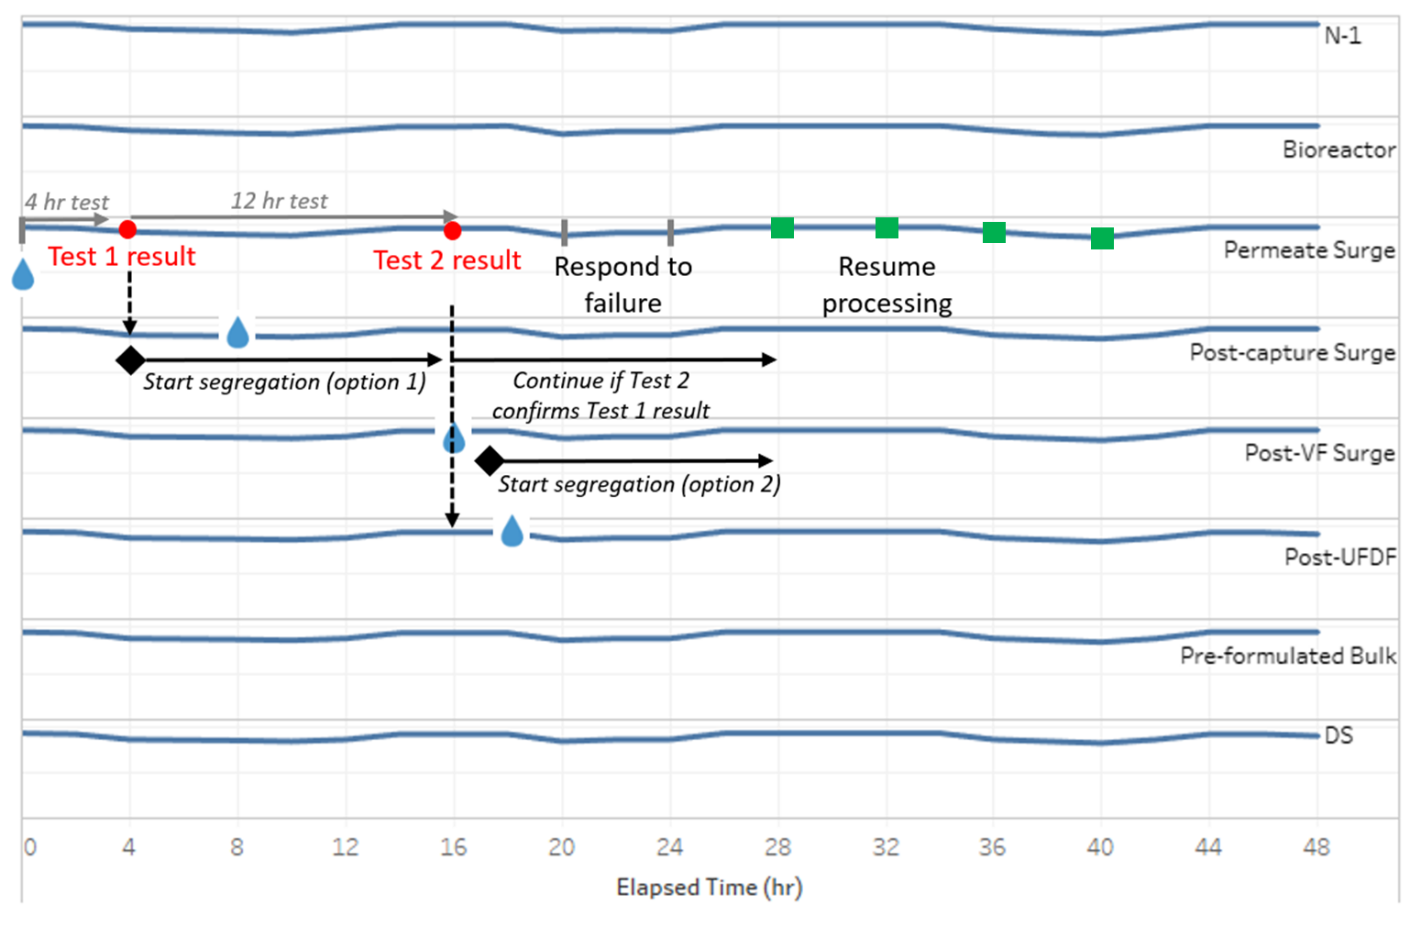 N-1
Bioreactor
4 hr test
12 hr test
Test 1 result
Test 2 result
Respond to
failure
Resume
processing
Permeate Surge
Post-capture Surge
Start segregation (option 1)
Continue if Test 2
confirms Test 1 result
Post-VF Surge
Start segregation (option 2)
Post-UFDF
Pre-formulated Bulk
DS
0 4 8 12 16 20 24 28 32 36 40 44 48
Elapsed Time (hr)